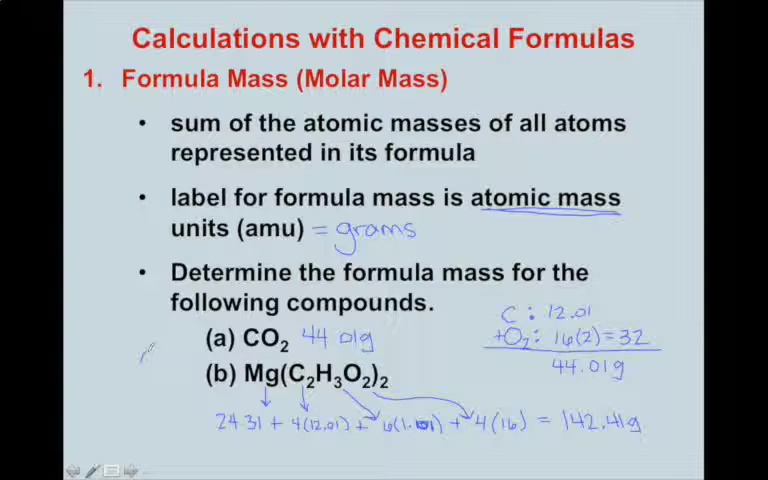 Calculations with Chemical Formulas
1. Formula Mass (Molar Mass)
• sum of the atomic masses of all atoms
represented in its formula
• label for formula mass is atomic mass
units (amu) = grams
• Determine the formula mass for the
following compounds.
C : 12.01
+O₂: 16(2) = 32
44.01g
(a) CO₂ 44.01g
(b) Mg(C₂H₃O₂)₂
24.31 + 4(12.01) + 6(1.01) + 4(16) = 142.41g